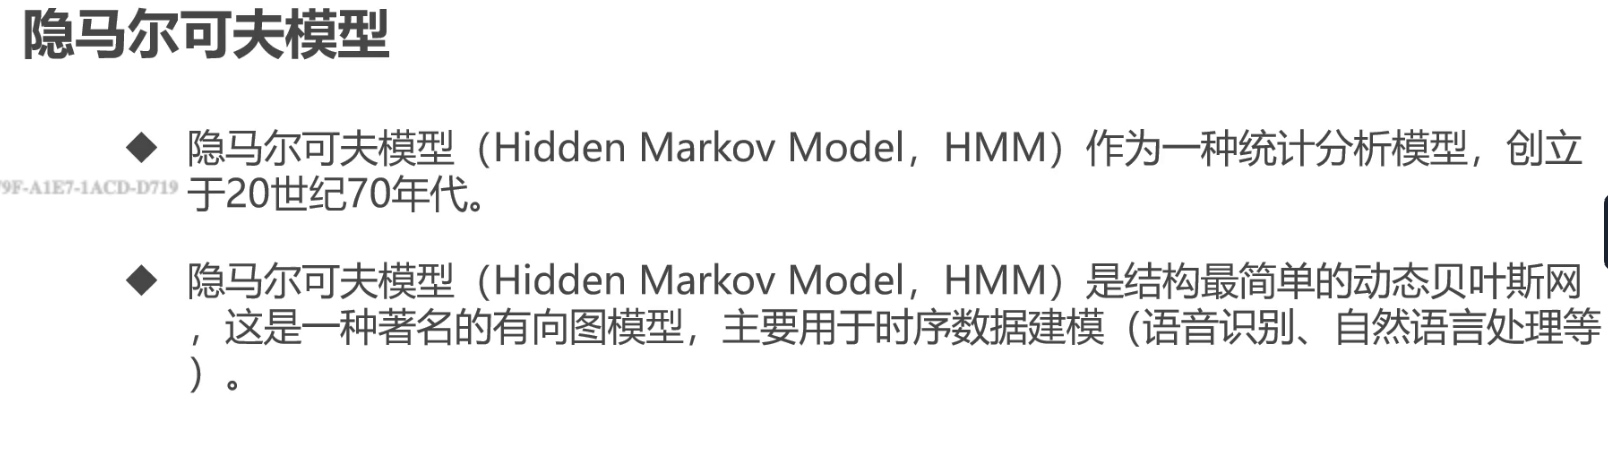 隐马尔可夫模型
◆ 隐马尔可夫模型（Hidden Markov Model，HMM）作为一种统计分析模型，创立
9F-A1E7-1ACD-D719
于20世纪70年代。
◆ 隐马尔可夫模型（Hidden Markov Model，HMM）是结构最简单的动态贝叶斯网
，这是一种著名的有向图模型，主要用于时序数据建模（语音识别、自然语言处理等
）。